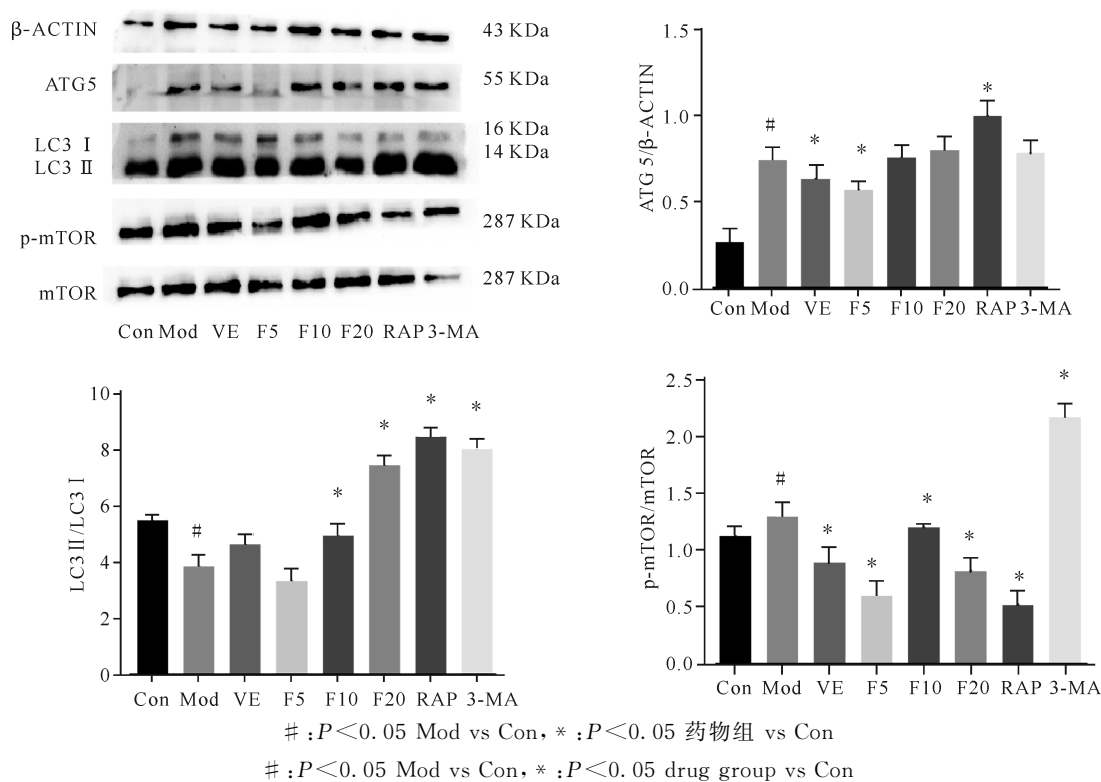 β-ACTIN 43 KDa
ATG5 55 KDa
LC3 Ⅰ 16 KDa
LC3 Ⅱ 14 KDa
p-mTOR 287 KDa
mTOR 287 KDa
Con Mod VE F5 F10 F20 RAP 3-MA
ATG 5/β-ACTIN
1.5
1.0
0.5
0.0
# * * *
Con Mod VE F5 F10 F20 RAP 3-MA
LC3Ⅱ/LC3Ⅰ
10
8
6
4
2
0
# * * * *
Con Mod VE F5 F10 F20 RAP 3-MA
p-mTOR/mTOR
2.5
2.0
1.5
1.0
0.5
0.0
# * * * * * *
Con Mod VE F5 F10 F20 RAP 3-MA
#:P<0.05 Mod vs Con, *:P<0.05 药物组 vs Con
#:P<0.05 Mod vs Con, *:P<0.05 drug group vs Con